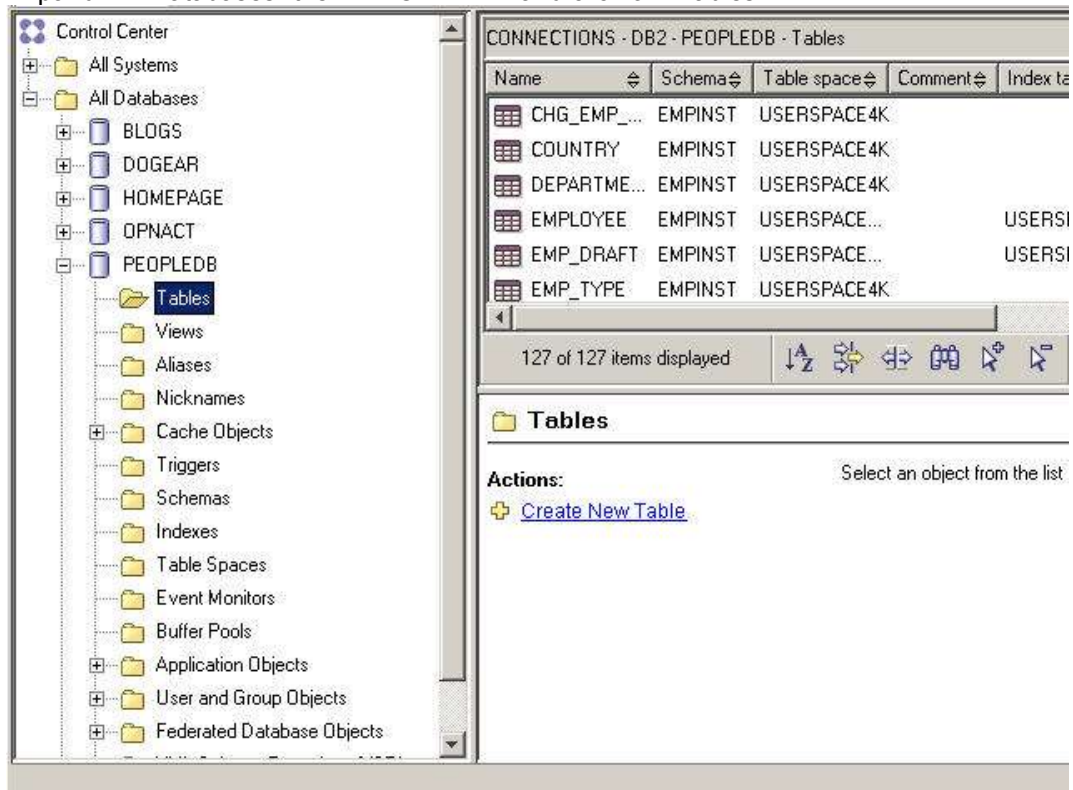 Control Center
All Systems
All Databases
BLOGS
DOGEAR
HOMEPAGE
OPNACT
PEOPLEDB
Tables
Views
Aliases
Nicknames
Cache Objects
Triggers
Schemas
Indexes
Table Spaces
Event Monitors
Buffer Pools
Application Objects
User and Group Objects
Federated Database Objects
CONNECTIONS - DB2 - PEOPLEDB - Tables
Name Schema Table space Comment Index ta
CHG_EMP_... EMPINST USERSPACE4K
COUNTRY EMPINST USERSPACE4K
DEPARTME... EMPINST USERSPACE4K
EMPLOYEE EMPINST USERSPACE... USERSI
EMP_DRAFT EMPINST USERSPACE... USERSI
EMP_TYPE EMPINST USERSPACE4K
127 of 127 items displayed
Tables
Actions: Select an object from the list
Create New Table